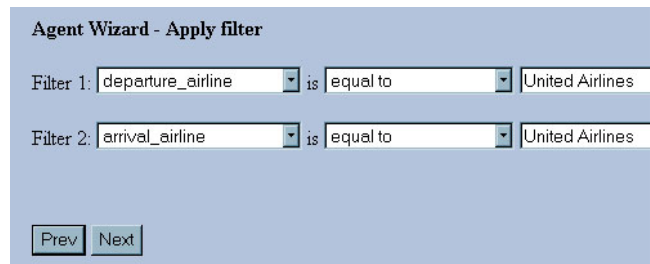 Agent Wizard - Apply filter
Filter 1: departure_airline is equal to United Airlines
Filter 2: arrival_airline is equal to United Airlines
Prev Next